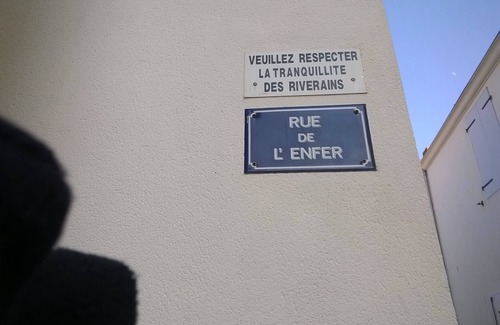 VEUILLEZ RESPECTER
LA TRANQUILLITE
DES RIVERAINS
RUE
DE
L' ENFER